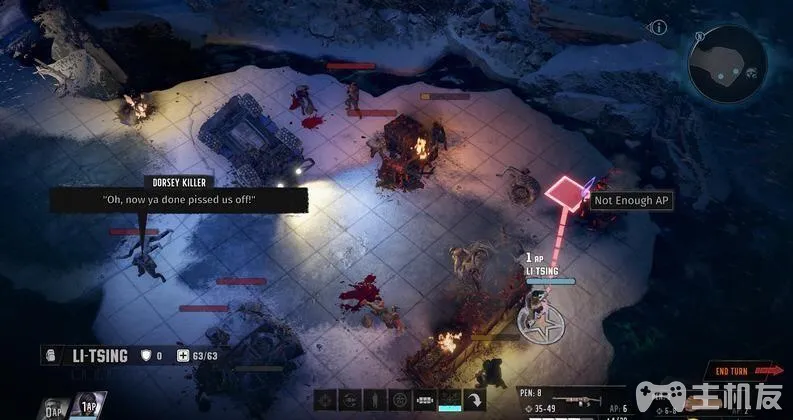 N
DORSEY KILLER
"Oh, now ya done pissed us off!"
Not Enough AP
1 AP
LI-TSING
LI-TSING
0
63/63
END TURN
0AP
1AP
PEN: 8
35-49
AP: 6
主机友